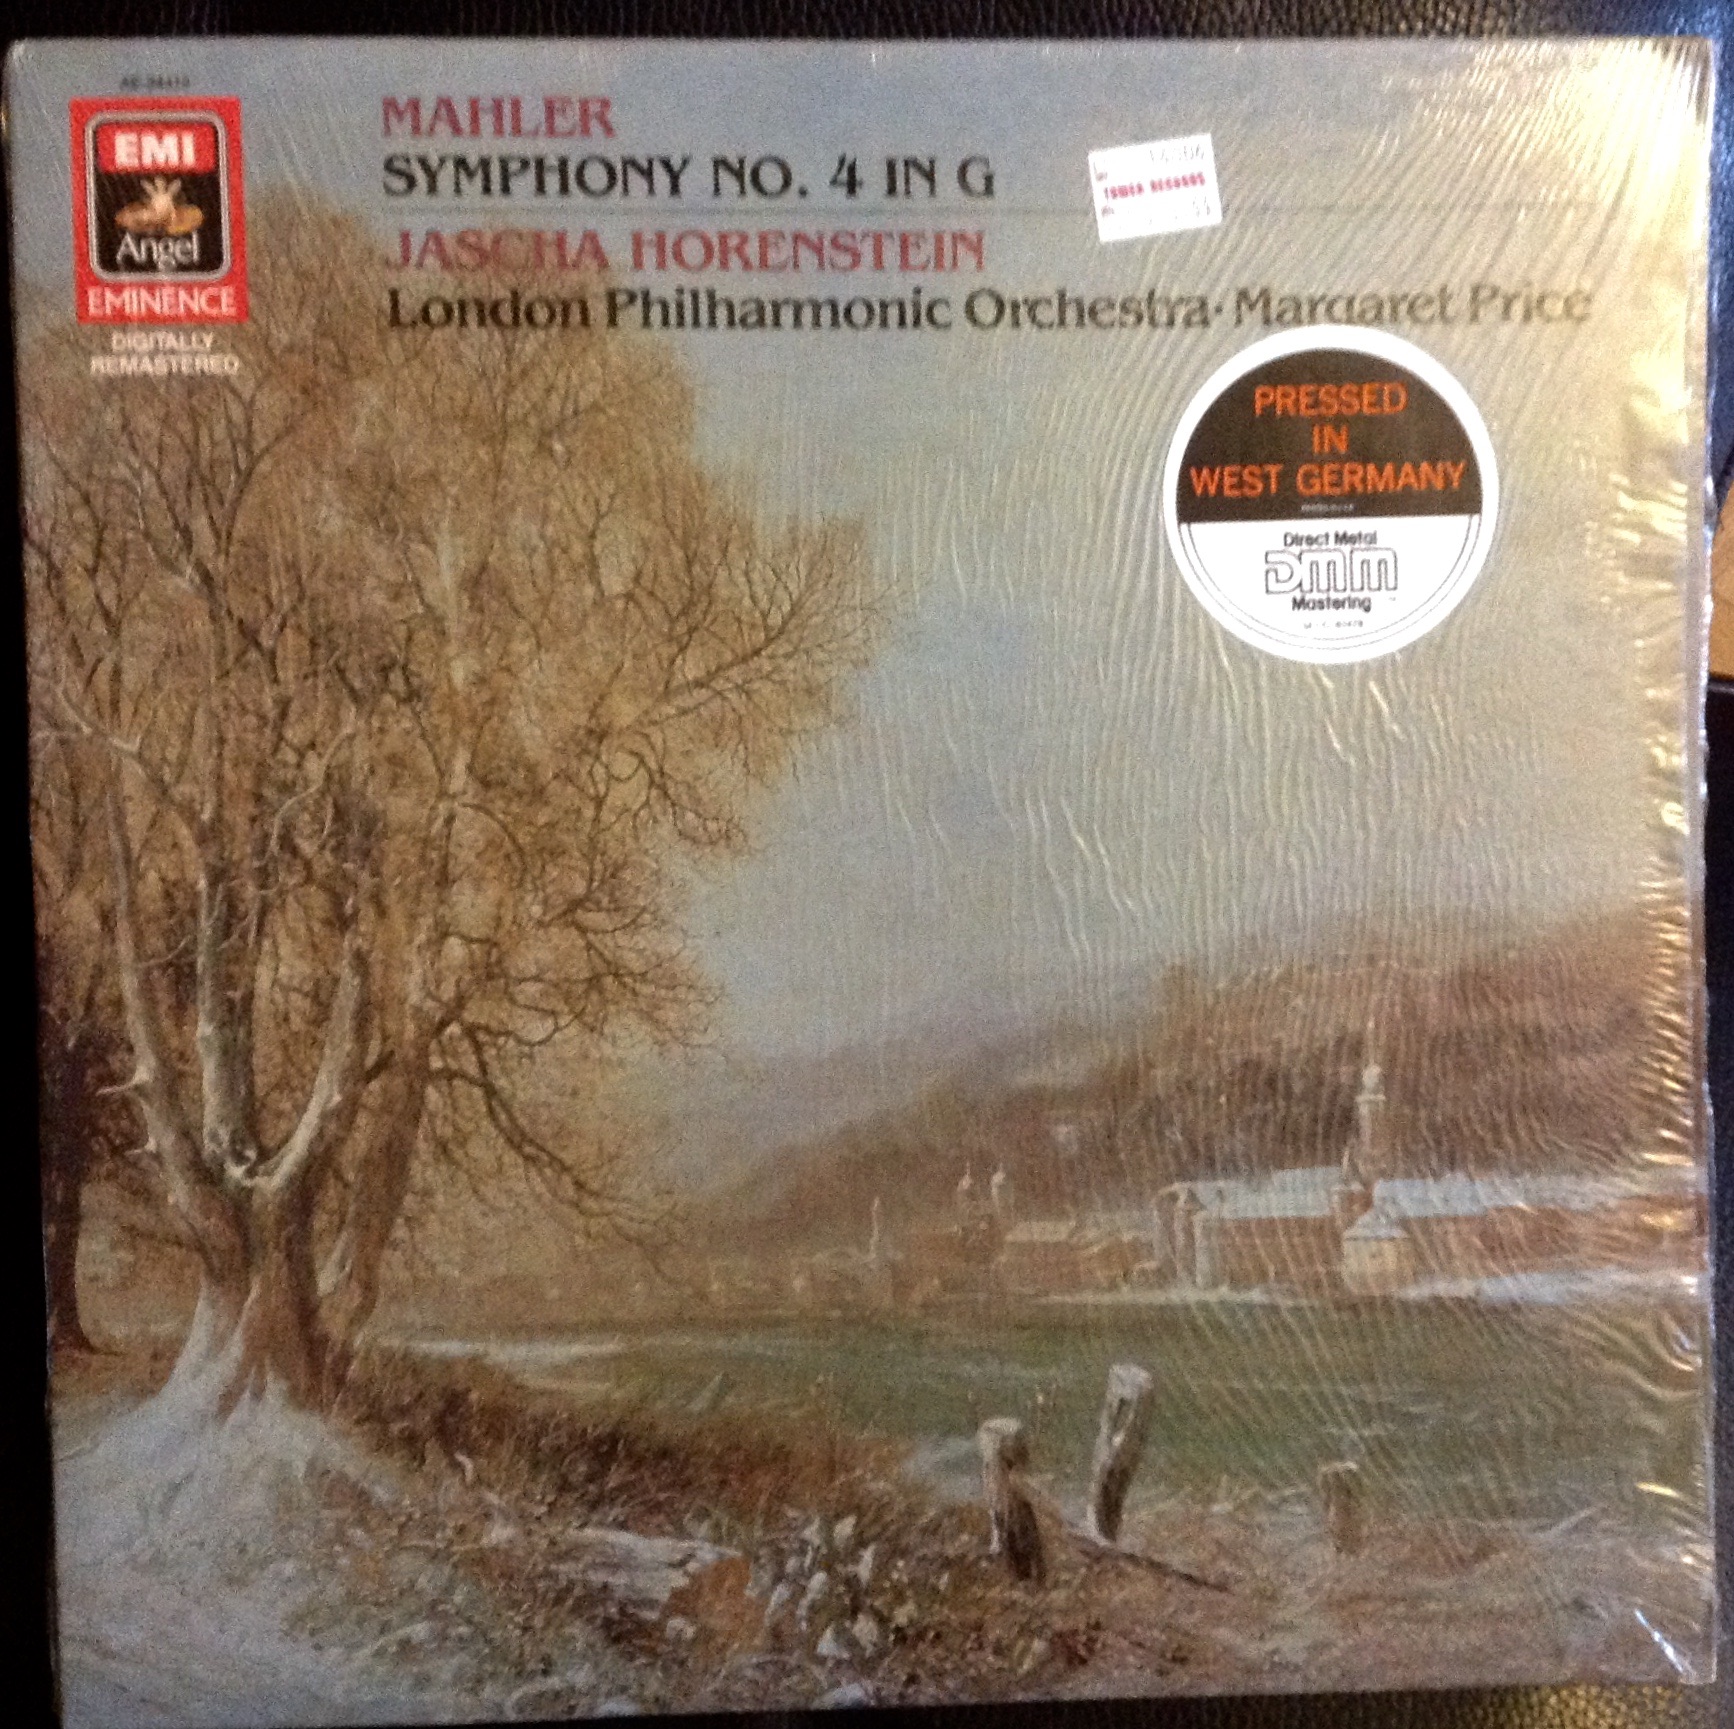 EMI
Angel
EMINENCE
DIGITALLY
REMASTERED
MAHLER
SYMPHONY NO. 4 IN G
JASCHA HORENSTEIN
London Philharmonic Orchestra · Margaret Price
TOWER RECORDS
PRESSED
IN
WEST GERMANY
Direct Metal
DMM
Mastering